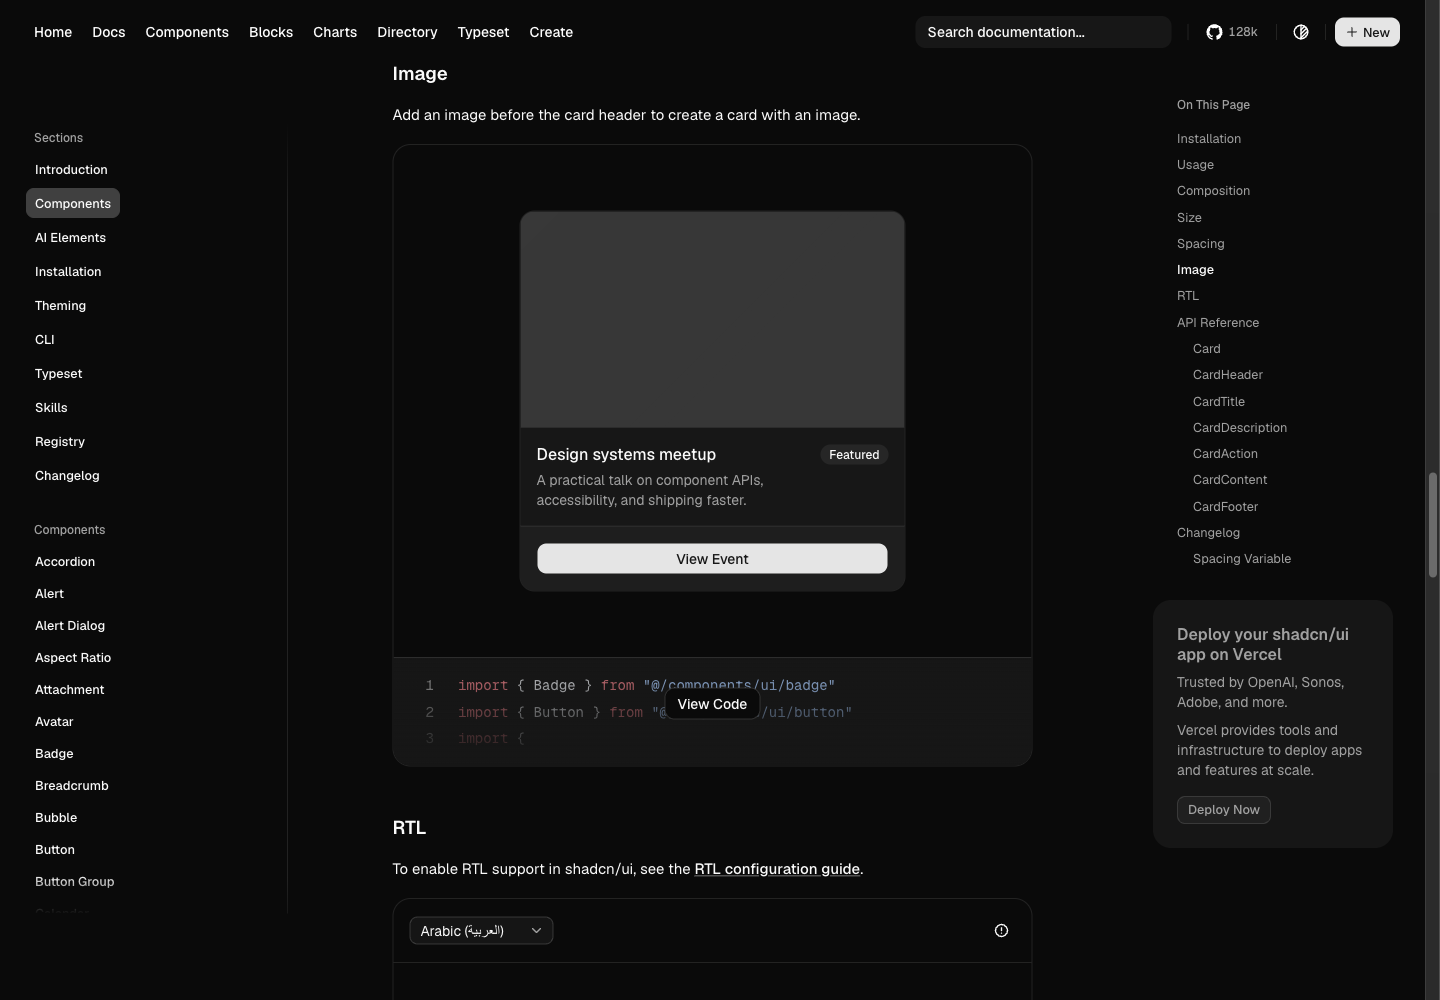 Home
Docs
Components
Blocks
Charts
Directory
Typeset
Create
Search documentation...
128k
New
Sections
Introduction
Components
AI Elements
Installation
Theming
CLI
Typeset
Skills
Registry
Changelog
Components
Accordion
Alert
Alert Dialog
Aspect Ratio
Attachment
Avatar
Badge
Breadcrumb
Bubble
Button
Button Group
Calendar
Image
Add an image before the card header to create a card with an image.
Design systems meetup
Featured
A practical talk on component APIs,
accessibility, and shipping faster.
View Event
1 import { Badge } from "@/components/ui/badge"
2 import { Button } from "@ /ui/button"
3 import {
View Code
RTL
To enable RTL support in shadcn/ui, see the RTL configuration guide.
Arabic (العربية)
On This Page
Installation
Usage
Composition
Size
Spacing
Image
RTL
API Reference
Card
CardHeader
CardTitle
CardDescription
CardAction
CardContent
CardFooter
Changelog
Spacing Variable
Deploy your shadcn/ui
app on Vercel
Trusted by OpenAI, Sonos,
Adobe, and more.
Vercel provides tools and
infrastructure to deploy apps
and features at scale.
Deploy Now